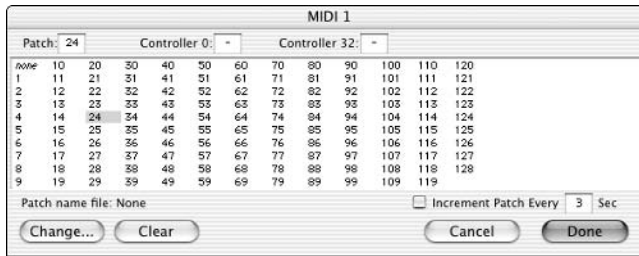 MIDI 1
Patch: 24 Controller 0: - Controller 32: -
none 10 20 30 40 50 60 70 80 90 100 110 120
1 11 21 31 41 51 61 71 81 91 101 111 121
2 12 22 32 42 52 62 72 82 92 102 112 122
3 13 23 33 43 53 63 73 83 93 103 113 123
4 14 24 34 44 54 64 74 84 94 104 114 124
5 15 25 35 45 55 65 75 85 95 105 115 125
6 16 26 36 46 56 66 76 86 96 106 116 126
7 17 27 37 47 57 67 77 87 97 107 117 127
8 18 28 38 48 58 68 78 88 98 108 118 128
9 19 29 39 49 59 69 79 89 99 109 119
Patch name file: None Increment Patch Every 3 Sec
Change... Clear Cancel Done